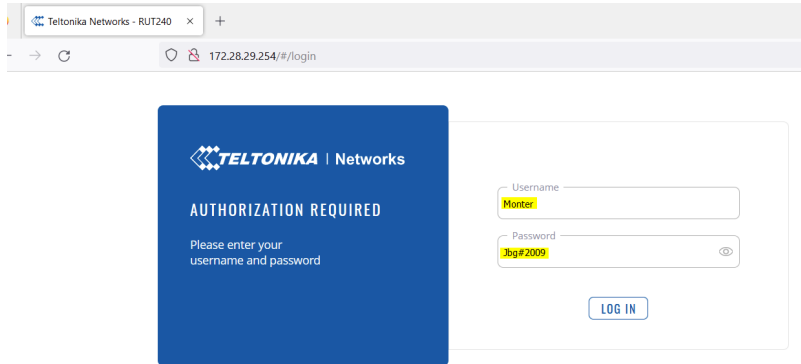 Teltonika Networks - RUT240
172.28.29.254/#/login
TELTONIKA | Networks
AUTHORIZATION REQUIRED
Please enter your
username and password
Username
Monter
Password
Jbg#2009
LOG IN